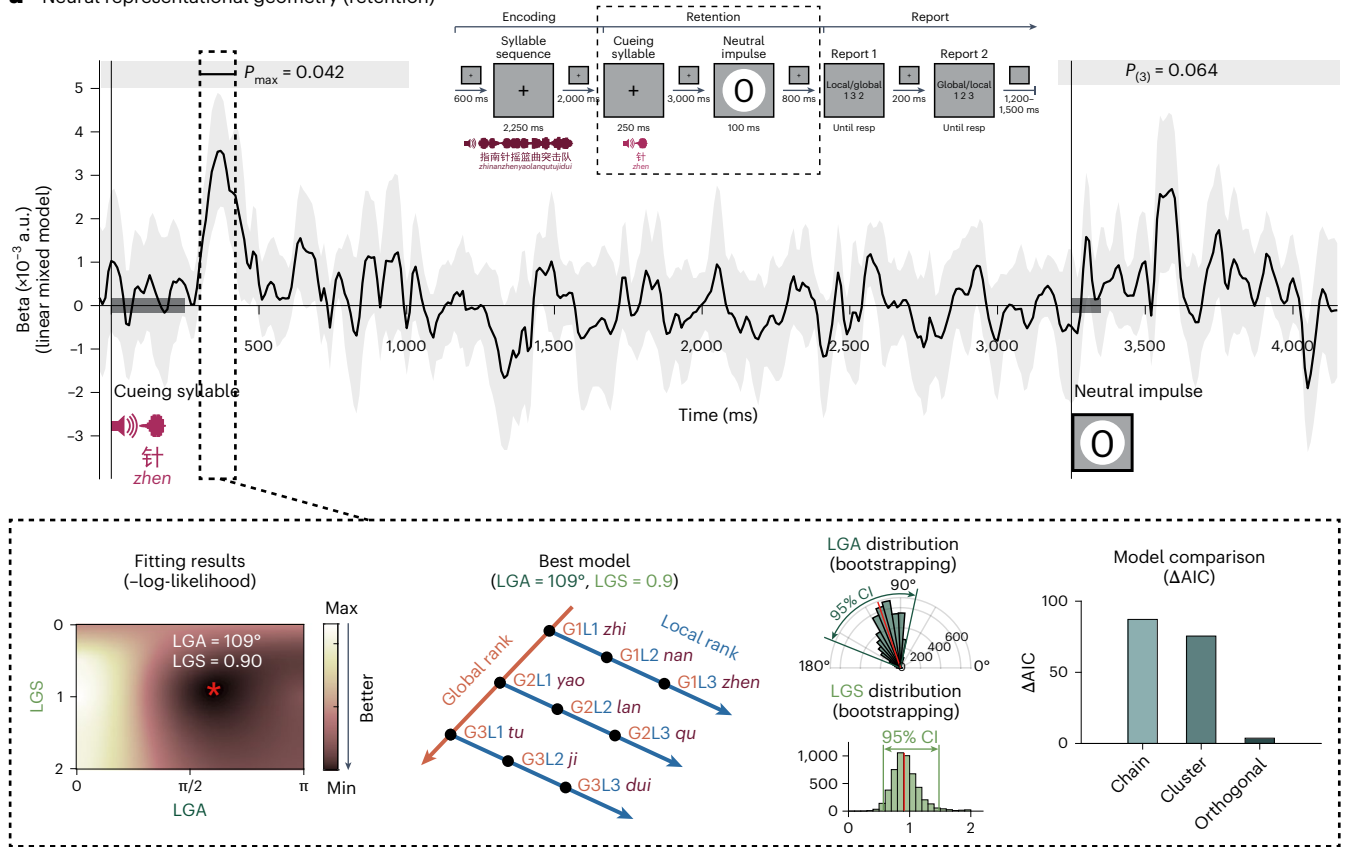 a Neural representational geometry (retention)
Encoding
Retention
Report
Syllable
sequence
Cueing
syllable
Neutral
impulse
Report 1
Report 2
+
+
+
+
+
0
+
Local/global
1 3 2
+
Global/local
1 2 3
600 ms
2,000 ms
3,000 ms
800 ms
200 ms
1,200–
1,500 ms
2,250 ms
250 ms
100 ms
Until resp
Until resp
指南针摇篮曲突击队
zhinanzhenyaolanqutujidui
针
zhen
Pmax = 0.042
P(3) = 0.064
Beta (×10−3 a.u.)
(linear mixed model)
5
4
3
2
1
0
−1
−2
−3
500
1,000
1,500
2,000
2,500
3,000
3,500
4,000
Time (ms)
Cueing syllable
针
zhen
Neutral impulse
0
Fitting results
(–log-likelihood)
LGA = 109°
LGS = 0.90
*
LGS
0
1
2
0
π/2
π
LGA
Max
Better
Min
Best model
(LGA = 109°, LGS = 0.9)
Global rank
Local rank
G1L1 zhi
G1L2 nan
G1L3 zhen
G2L1 yao
G2L2 lan
G2L3 qu
G3L1 tu
G3L2 ji
G3L3 dui
LGA distribution
(bootstrapping)
95% CI
90°
180°
0°
0
200
400
600
LGS distribution
(bootstrapping)
95% CI
1,000
500
0
0
1
2
Model comparison
(ΔAIC)
ΔAIC
100
50
0
Chain
Cluster
Orthogonal